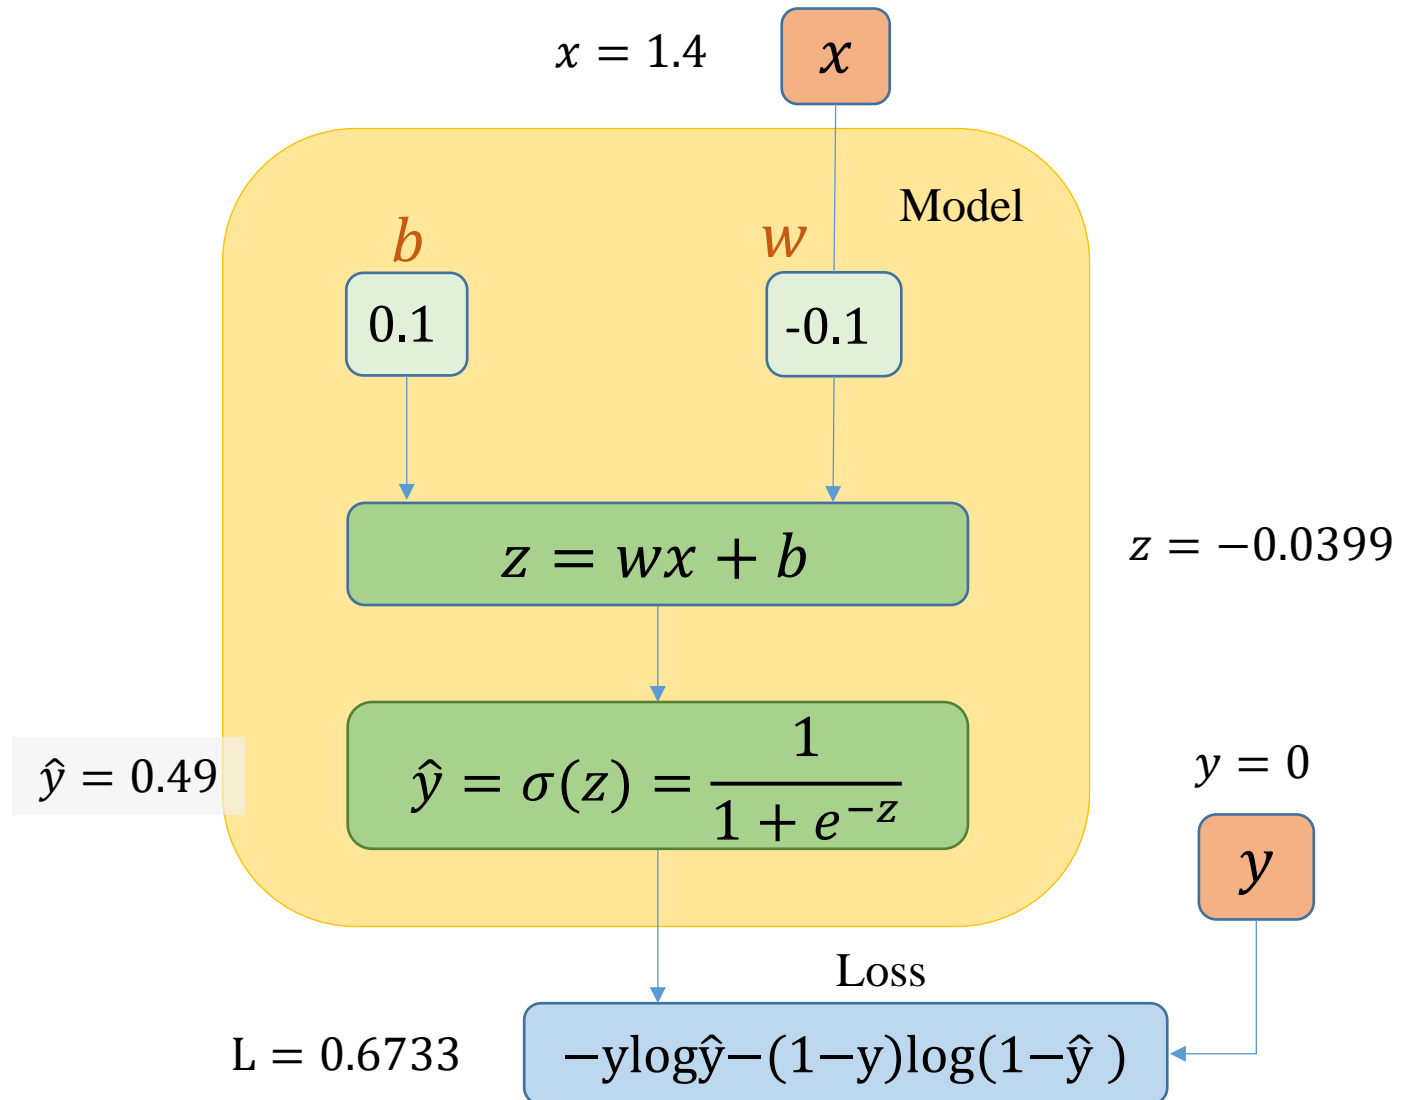 x = 1.4
x
Model
b
w
0.1
-0.1
z = wx + b
z = −0.0399
ŷ = 0.49
ŷ = σ(z) = 1 / (1 + e^{−z})
y = 0
y
Loss
L = 0.6733
−ylogŷ−(1−y)log(1−ŷ )